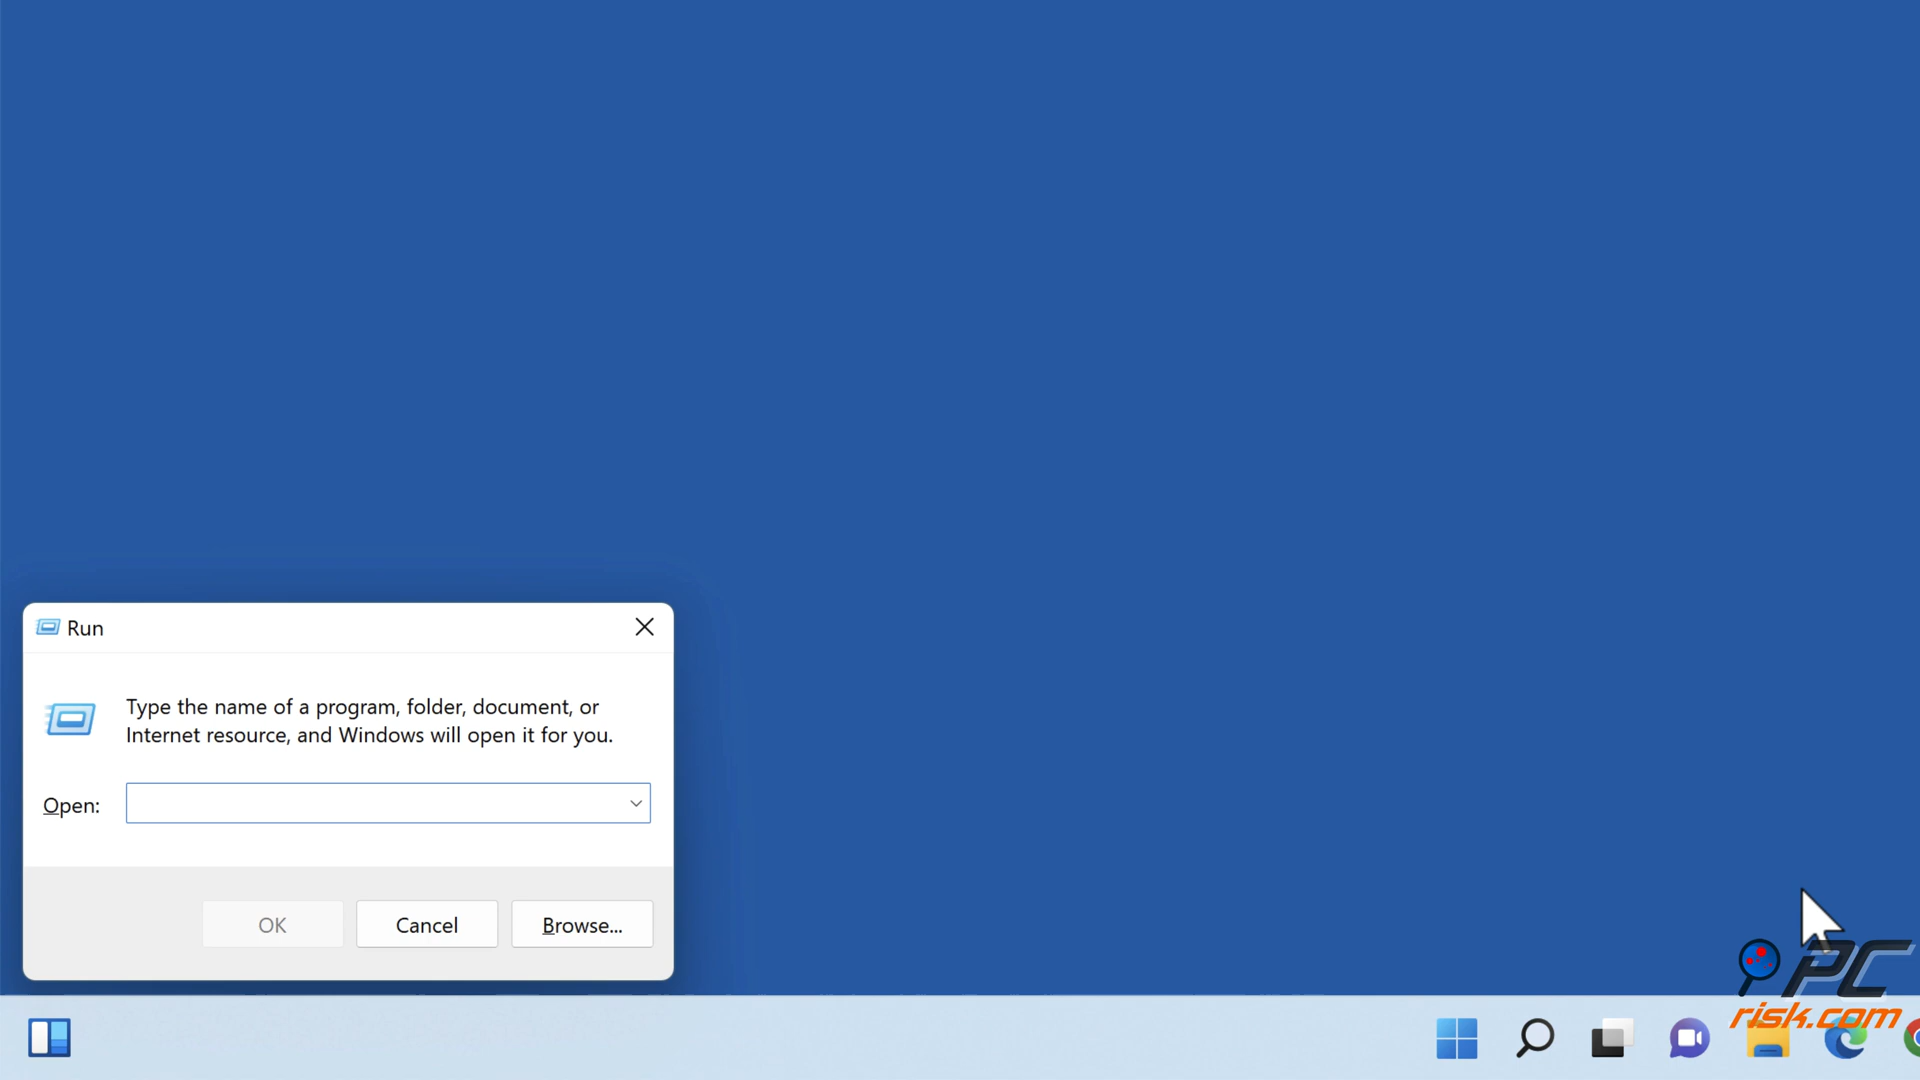 Run
Type the name of a program, folder, document, or
Internet resource, and Windows will open it for you.
Open:
OK
Cancel
Browse...
PC
risk.com